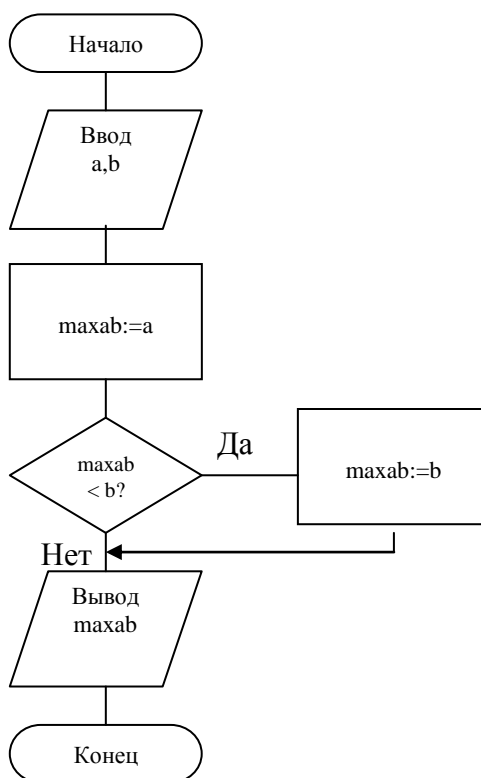 Начало
Ввод
a,b
maxab:=a
maxab
< b?
Да
maxab:=b
Нет
Вывод
maxab
Конец